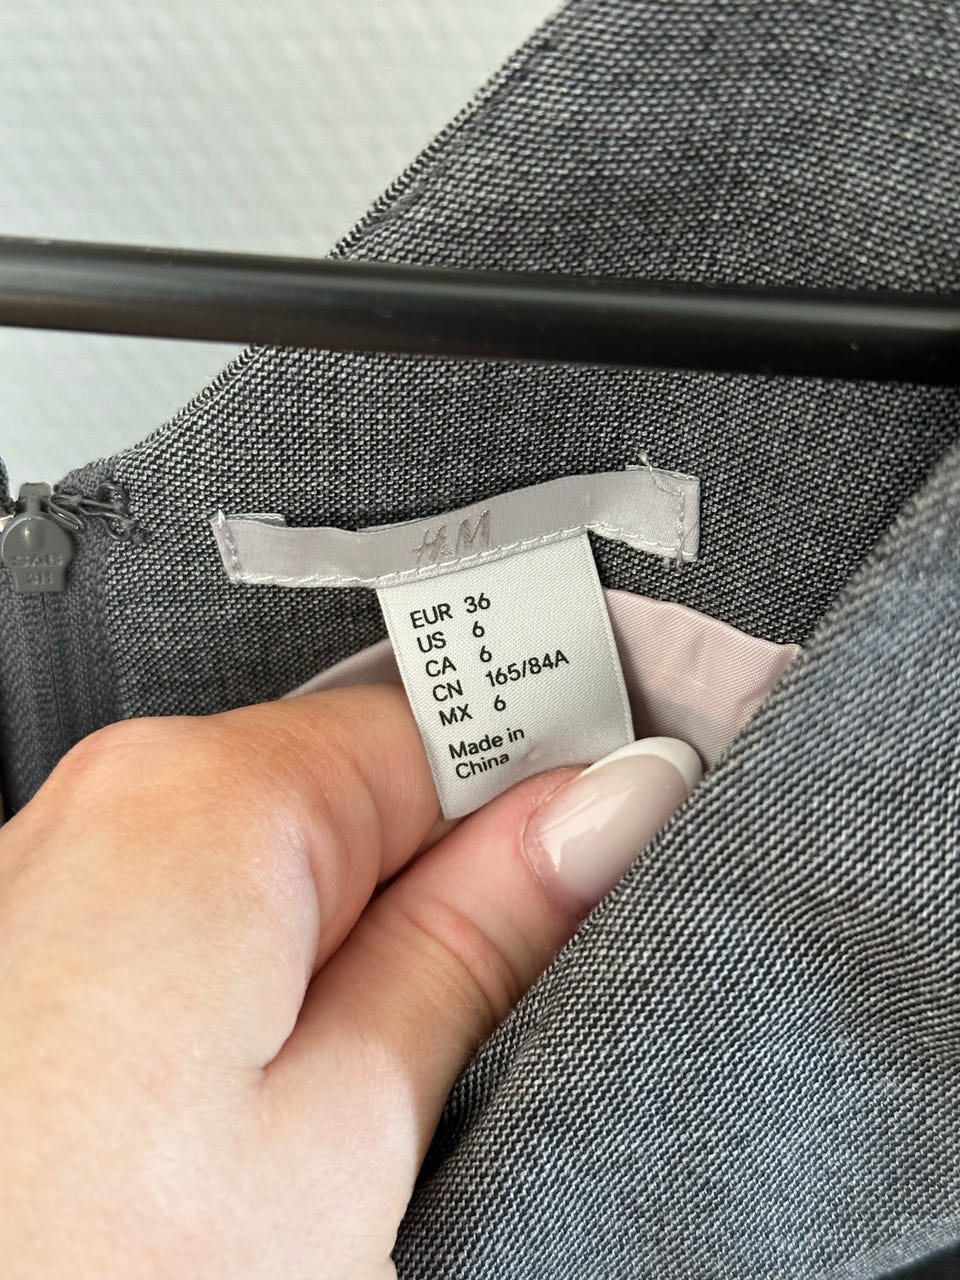 H&M
EUR 36
US 6
CA 6
CN 165/84A
MX 6
Made in
China